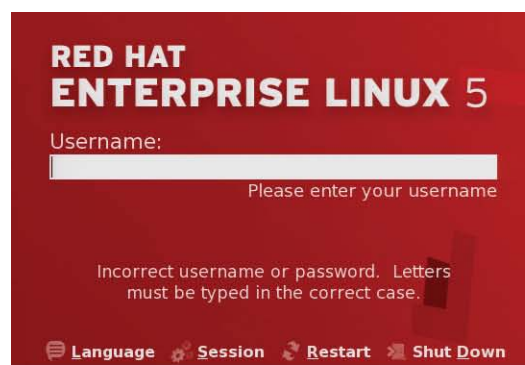 RED HAT
ENTERPRISE LINUX 5
Username:
Please enter your username
Incorrect username or password. Letters
must be typed in the correct case.
Language Session Restart Shut Down